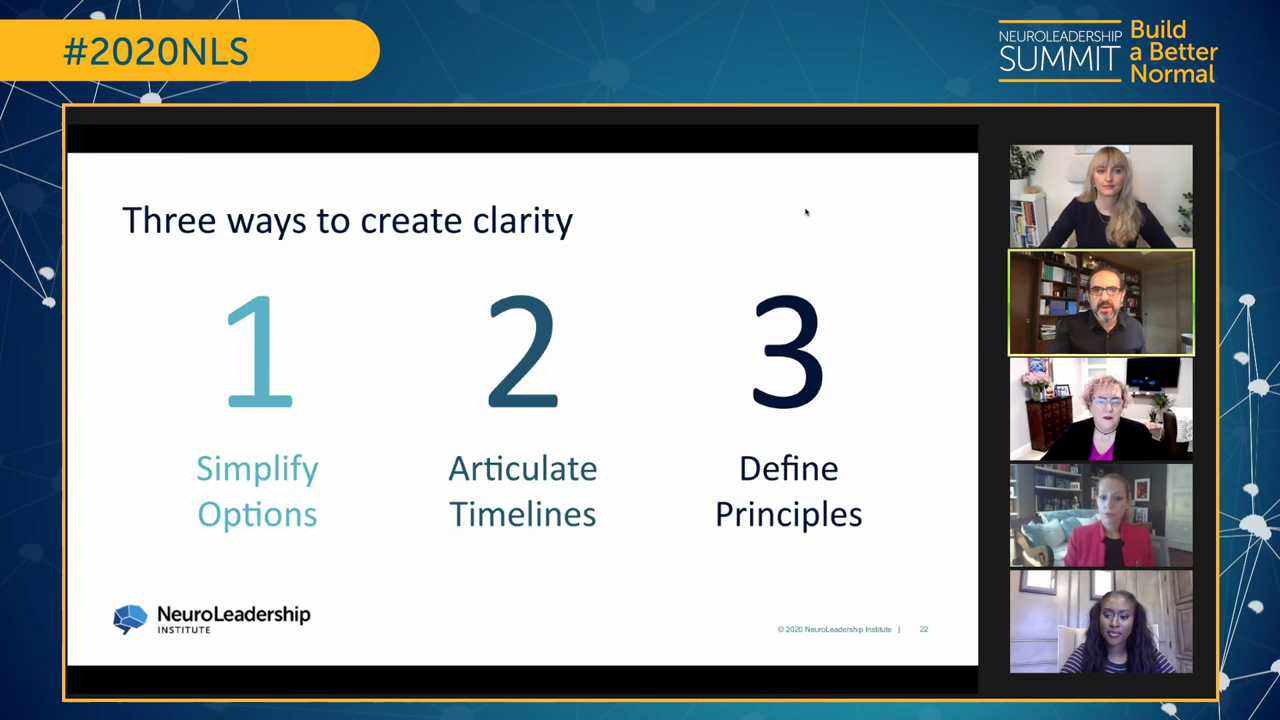 #2020NLS
NEUROLEADERSHIP
SUMMIT
Build
a Better
Normal
Three ways to create clarity
1
2
3
Simplify
Options
Articulate
Timelines
Define
Principles
NeuroLeadership
INSTITUTE
© 2020 NeuroLeadership Institute |
22